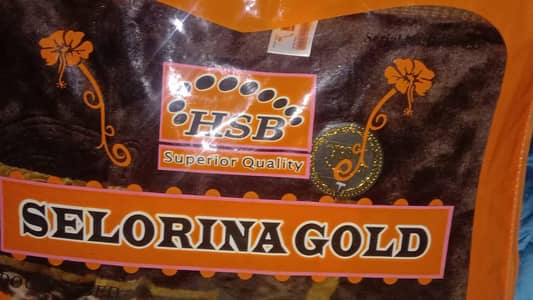 HSB
Superior Quality
SELORINA GOLD